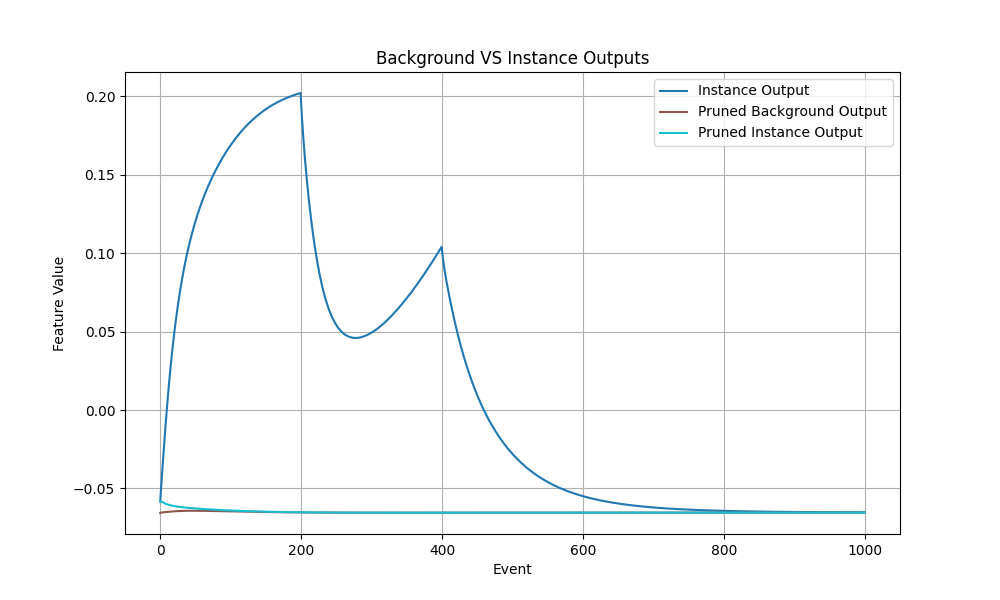 Background VS Instance Outputs
Instance Output
Pruned Background Output
Pruned Instance Output
Feature Value
0.20
0.15
0.10
0.05
0.00
−0.05
0
200
400
600
800
1000
Event